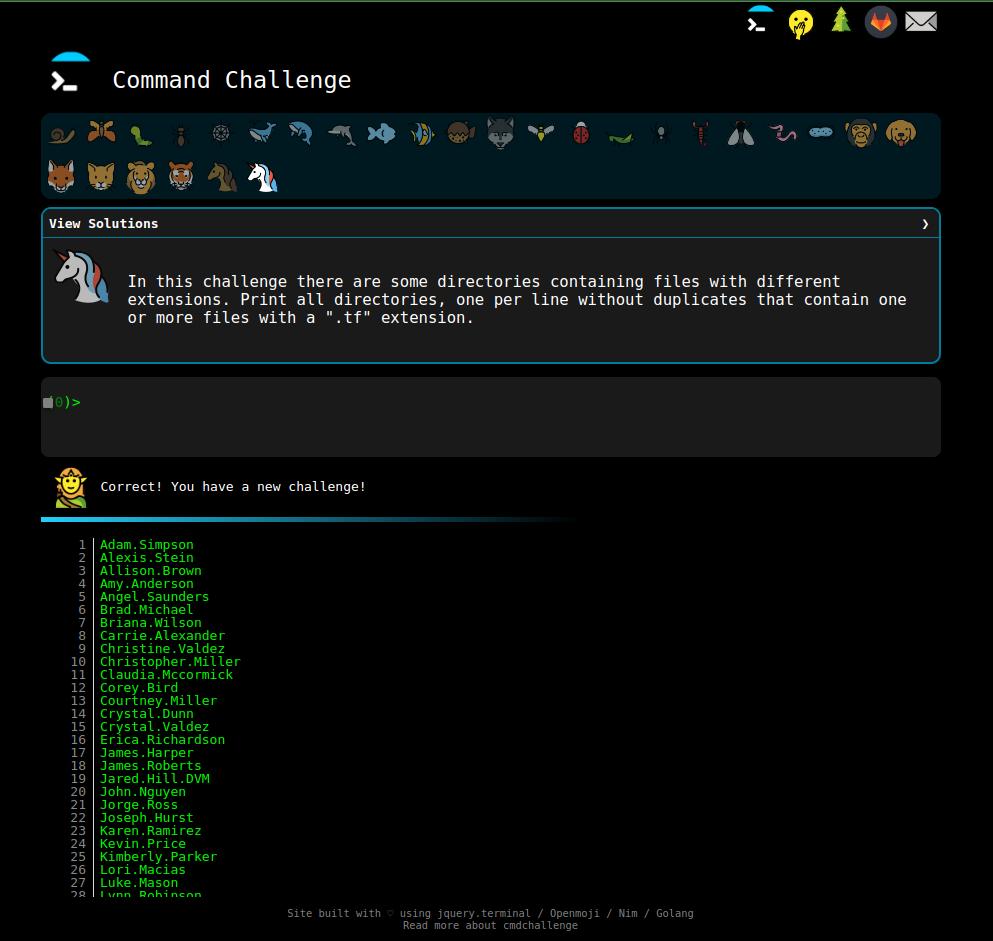 Command Challenge
View Solutions ❯
In this challenge there are some directories containing files with different
extensions. Print all directories, one per line without duplicates that contain one
or more files with a ".tf" extension.
0)>
Correct! You have a new challenge!
1 Adam.Simpson
2 Alexis.Stein
3 Allison.Brown
4 Amy.Anderson
5 Angel.Saunders
6 Brad.Michael
7 Briana.Wilson
8 Carrie.Alexander
9 Christine.Valdez
10 Christopher.Miller
11 Claudia.Mccormick
12 Corey.Bird
13 Courtney.Miller
14 Crystal.Dunn
15 Crystal.Valdez
16 Erica.Richardson
17 James.Harper
18 James.Roberts
19 Jared.Hill.DVM
20 John.Nguyen
21 Jorge.Ross
22 Joseph.Hurst
23 Karen.Ramirez
24 Kevin.Price
25 Kimberly.Parker
26 Lori.Macias
27 Luke.Mason
28 Lynn.Robinson
Site built with ♡ using jquery.terminal / Openmoji / Nim / Golang
Read more about cmdchallenge